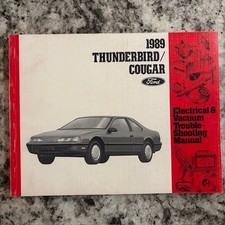 1989
THUNDERBIRD/
COUGAR
Ford
Electrical &
Vacuum
Trouble-
Shooting
Manual